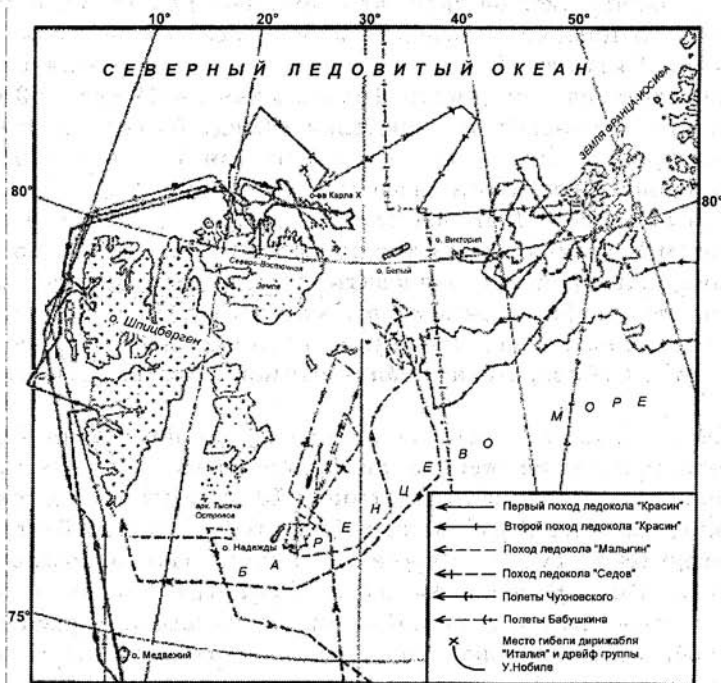 10° 20° 30° 40° 50°
СЕВЕРНЫЙ ЛЕДОВИТЫЙ ОКЕАН
ЗЕМЛЯ ФРАНЦА-ИОСИФА
80°
80°
о-ва Карла X
о. Виктория
о. Белый
Северо-Восточная
Земля
о. Шпицберген
БАРЕНЦЕВО МОРЕ
арх. Тысяча
Островов
о. Надежды
75°
о. Медвежий
Первый поход ледокола "Красин"
Второй поход ледокола "Красин"
Поход ледокола "Малыгин"
Поход ледокола "Седов"
Полеты Чухновского
Полеты Бабушкина
Место гибели дирижабля
"Италия" и дрейф группы
У.Нобиле